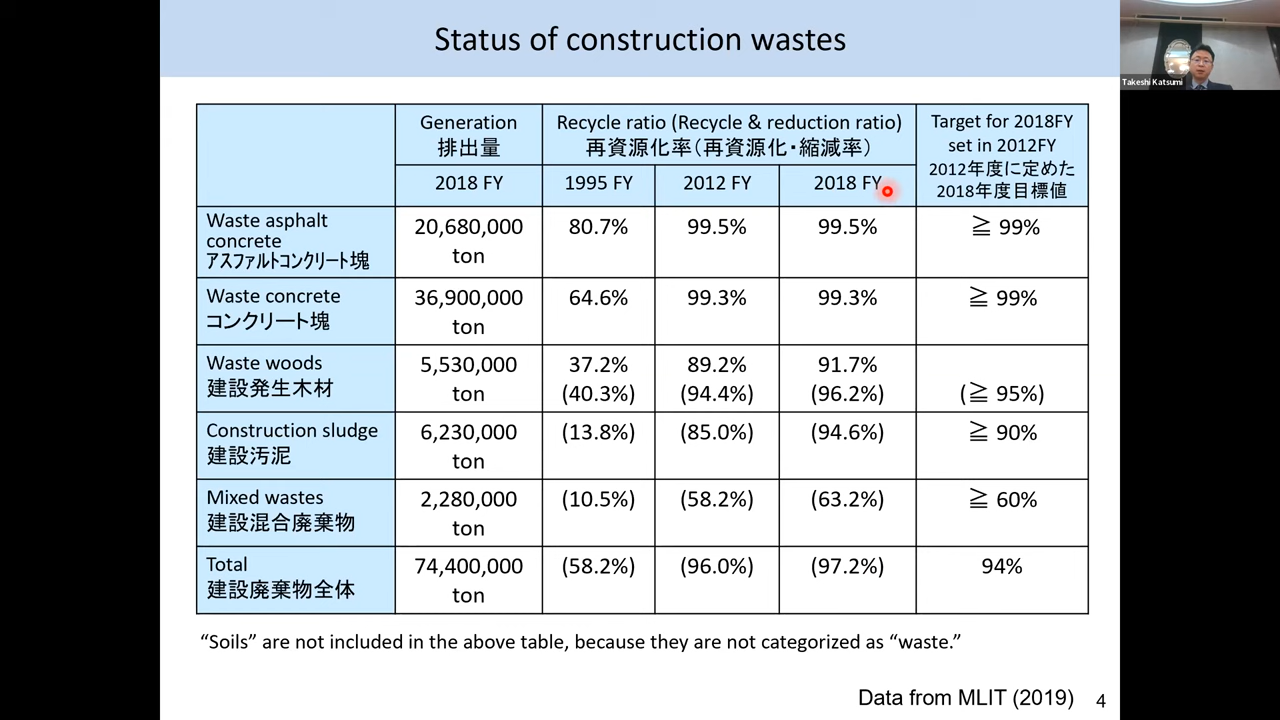 Status of construction wastes
Takeshi Katsumi
Generation
排出量
Recycle ratio (Recycle & reduction ratio)
再資源化率（再資源化・縮減率）
Target for 2018FY
set in 2012FY
2012年度に定めた
2018年度目標値
2018 FY
1995 FY
2012 FY
2018 FY
Waste asphalt
concrete
アスファルトコンクリート塊
20,680,000
ton
80.7%
99.5%
99.5%
≧ 99%
Waste concrete
コンクリート塊
36,900,000
ton
64.6%
99.3%
99.3%
≧ 99%
Waste woods
建設発生木材
5,530,000
ton
37.2%
(40.3%)
89.2%
(94.4%)
91.7%
(96.2%)
(≧ 95%)
Construction sludge
建設汚泥
6,230,000
ton
(13.8%)
(85.0%)
(94.6%)
≧ 90%
Mixed wastes
建設混合廃棄物
2,280,000
ton
(10.5%)
(58.2%)
(63.2%)
≧ 60%
Total
建設廃棄物全体
74,400,000
ton
(58.2%)
(96.0%)
(97.2%)
94%
“Soils” are not included in the above table, because they are not categorized as “waste.”
Data from MLIT (2019)
4